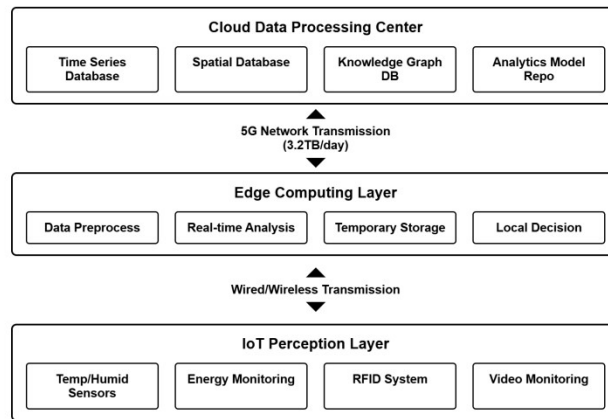 Cloud Data Processing Center
Time Series
Database
Spatial Database
Knowledge Graph
DB
Analytics Model
Repo
5G Network Transmission
(3.2TB/day)
Edge Computing Layer
Data Preprocess
Real-time Analysis
Temporary Storage
Local Decision
Wired/Wireless Transmission
IoT Perception Layer
Temp/Humid
Sensors
Energy Monitoring
RFID System
Video Monitoring